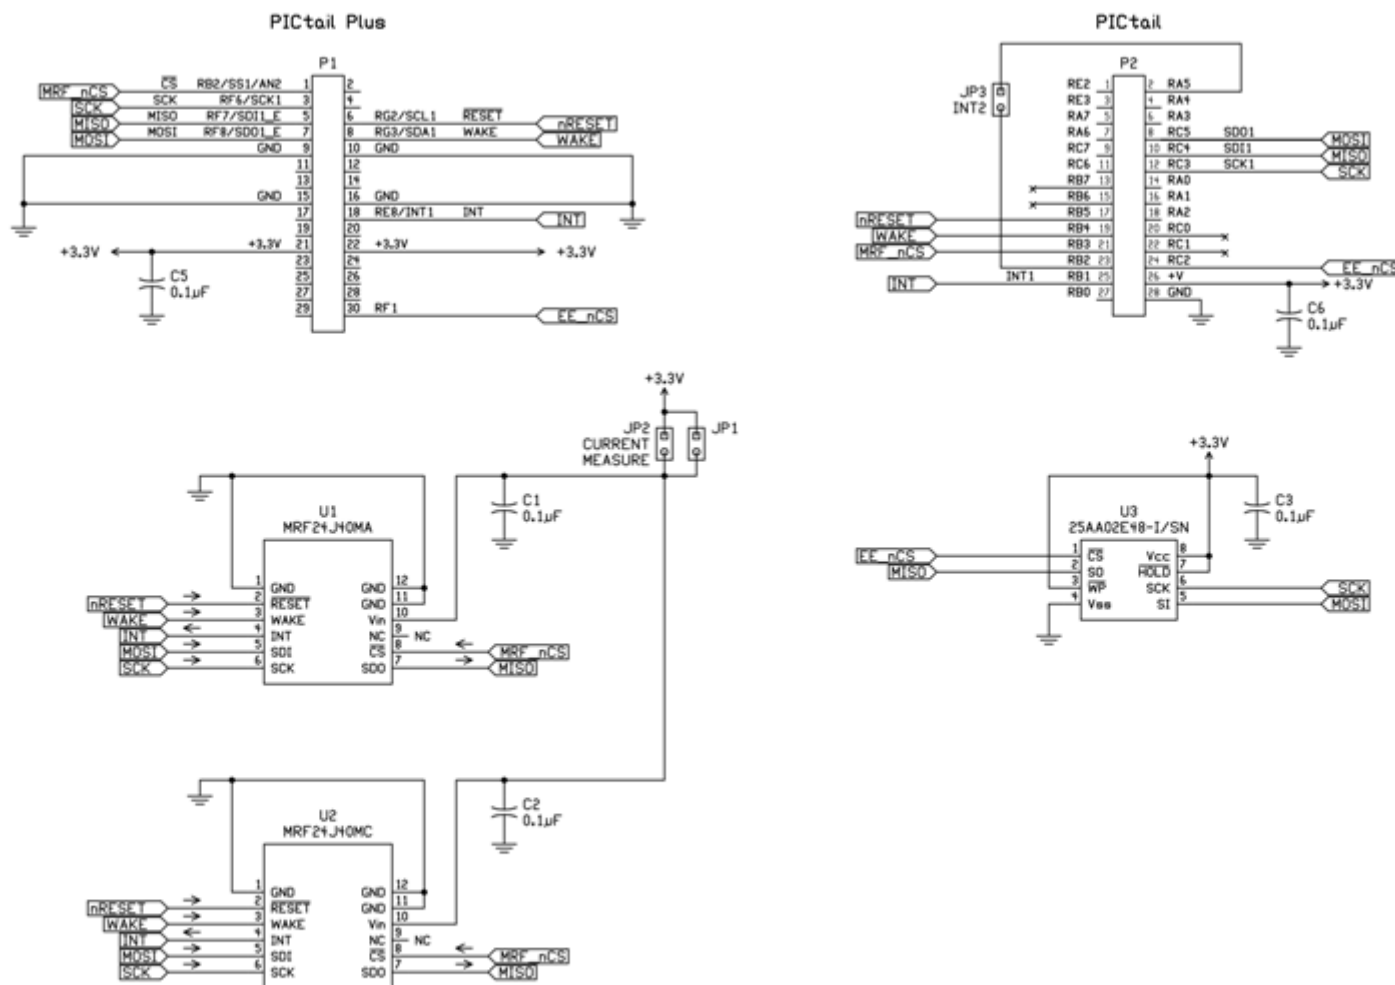 PICtail Plus
P1
MRF_nCS CS RB2/SS1/AN2 1 2
SCK SCK RF6/SCK1 3 4
MISO MISO RF7/SDI1_E 5 6 RG2/SCL1 RESET nRESET
MOSI MOSI RF8/SDO1_E 7 8 RG3/SDA1 WAKE WAKE
GND 9 10 GND
11 12
13 14
GND 15 16 GND
17 18 RE8/INT1 INT INT
19 20
+3.3V +3.3V 21 22 +3.3V +3.3V
23 24
C5
0.1µF
25 26
27 28
29 30 RF1 EE_nCS
PICtail
P2
JP3
INT2
RE2 1 2 RA5
RE3 3 4 RA4
RA7 5 6 RA3
RA6 7 8 RC5 SDO1 MOSI
RC7 9 10 RC4 SDI1 MISO
RC6 11 12 RC3 SCK1 SCK
RB7 13 14 RA0
RB6 15 16 RA1
nRESET RB5 17 18 RA2
WAKE RB4 19 20 RC0
MRF_nCS RB3 21 22 RC1
RB2 23 24 RC2 EE_nCS
INT INT1 RB1 25 26 +V +3.3V
RB0 27 28 GND
C6
0.1µF
+3.3V
JP2
CURRENT
MEASURE
JP1
C1
0.1µF
U1
MRF24J40MA
1 GND GND 12
nRESET 2 RESET GND 11
WAKE 3 WAKE Vin 10
INT 4 INT NC 9 NC
MOSI 5 SDI CS 8 MRF_nCS
SCK 6 SCK SDO 7 MISO
+3.3V
C3
0.1µF
U3
25AA02E48-I/SN
EE_nCS 1 CS Vcc 8
MISO 2 SO HOLD 7
3 WP SCK 6 SCK
4 Vss SI 5 MOSI
C2
0.1µF
U2
MRF24J40MC
1 GND GND 12
nRESET 2 RESET GND 11
WAKE 3 WAKE Vin 10
INT 4 INT NC 9 NC
MOSI 5 SDI CS 8 MRF_nCS
SCK 6 SCK SDO 7 MISO